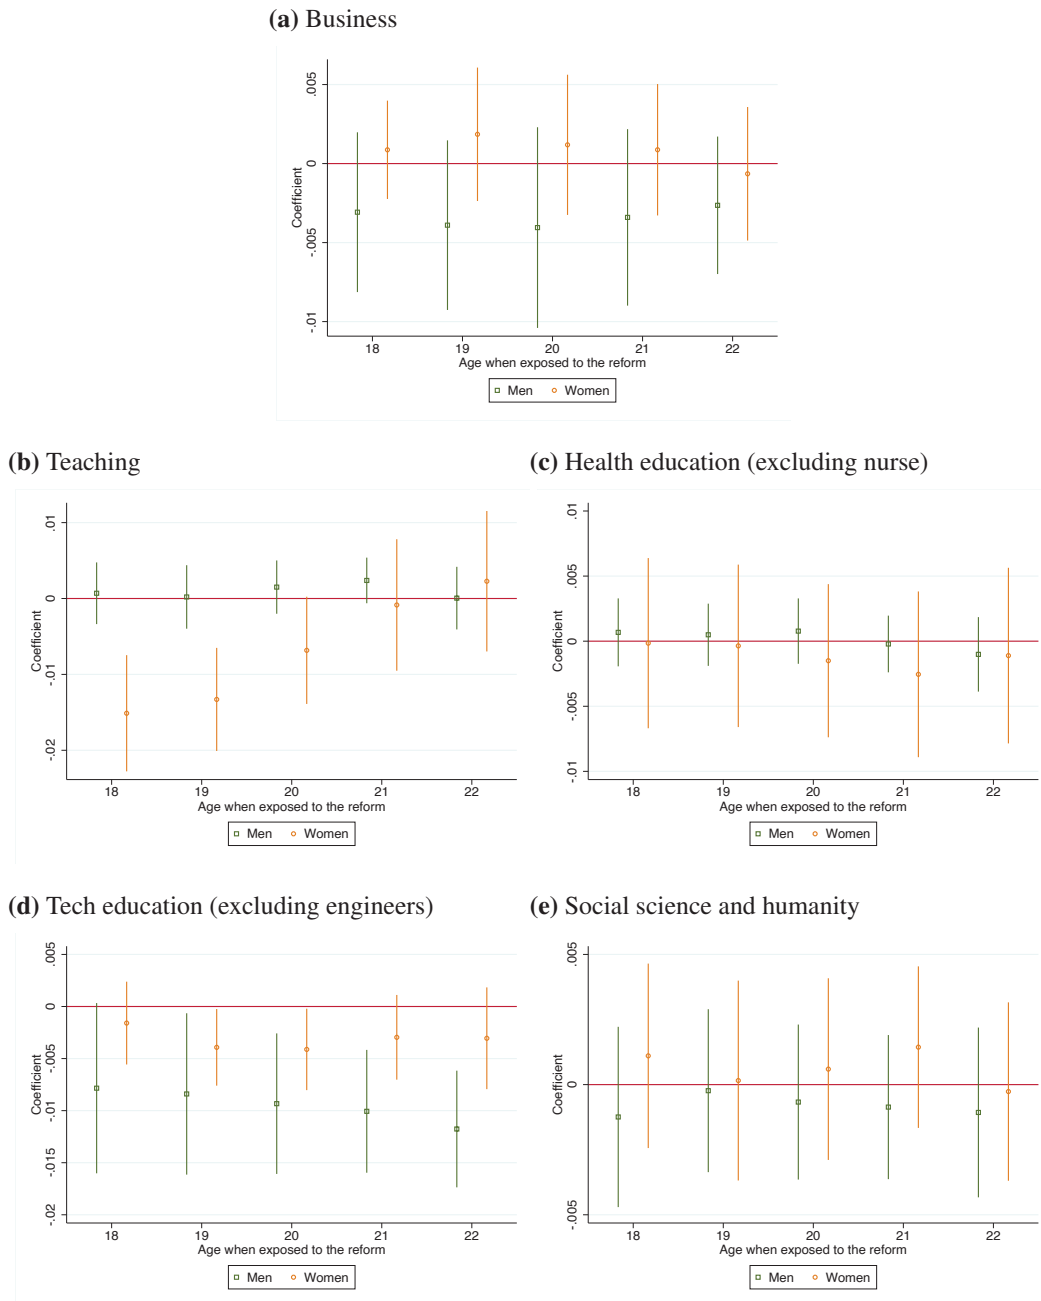 (a) Business
.005
0
-.005
-.01
Coefficient
18 19 20 21 22
Age when exposed to the reform
Men Women
(b) Teaching
.01
0
-.01
-.02
Coefficient
18 19 20 21 22
Age when exposed to the reform
Men Women
(c) Health education (excluding nurse)
.01
.005
0
-.005
-.01
Coefficient
18 19 20 21 22
Age when exposed to the reform
Men Women
(d) Tech education (excluding engineers)
.005
0
-.005
-.01
-.015
-.02
Coefficient
18 19 20 21 22
Age when exposed to the reform
Men Women
(e) Social science and humanity
.005
0
-.005
Coefficient
18 19 20 21 22
Age when exposed to the reform
Men Women